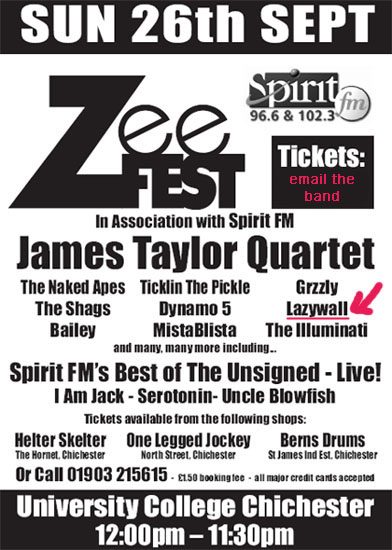 SUN 26th SEPT
Zee
FEST
Spirit fm
96.6 & 102.3
Tickets:
email the
band
In Association with Spirit FM
James Taylor Quartet
The Naked Apes Ticklin The Pickle Grzzly
The Shags Dynamo 5 Lazywall
Bailey MistaBlista The Illuminati
and many, many more including...
Spirit FM's Best of The Unsigned - Live!
I Am Jack - Serotonin- Uncle Blowfish
Tickets available from the following shops:
Helter Skelter One Legged Jockey Berns Drums
The Hornet, Chichester North Street, Chichester St James Ind Est, Chichester
Or Call 01903 215615 - £1.50 booking fee - all major credit cards accepted
University College Chichester
12:00pm – 11:30pm